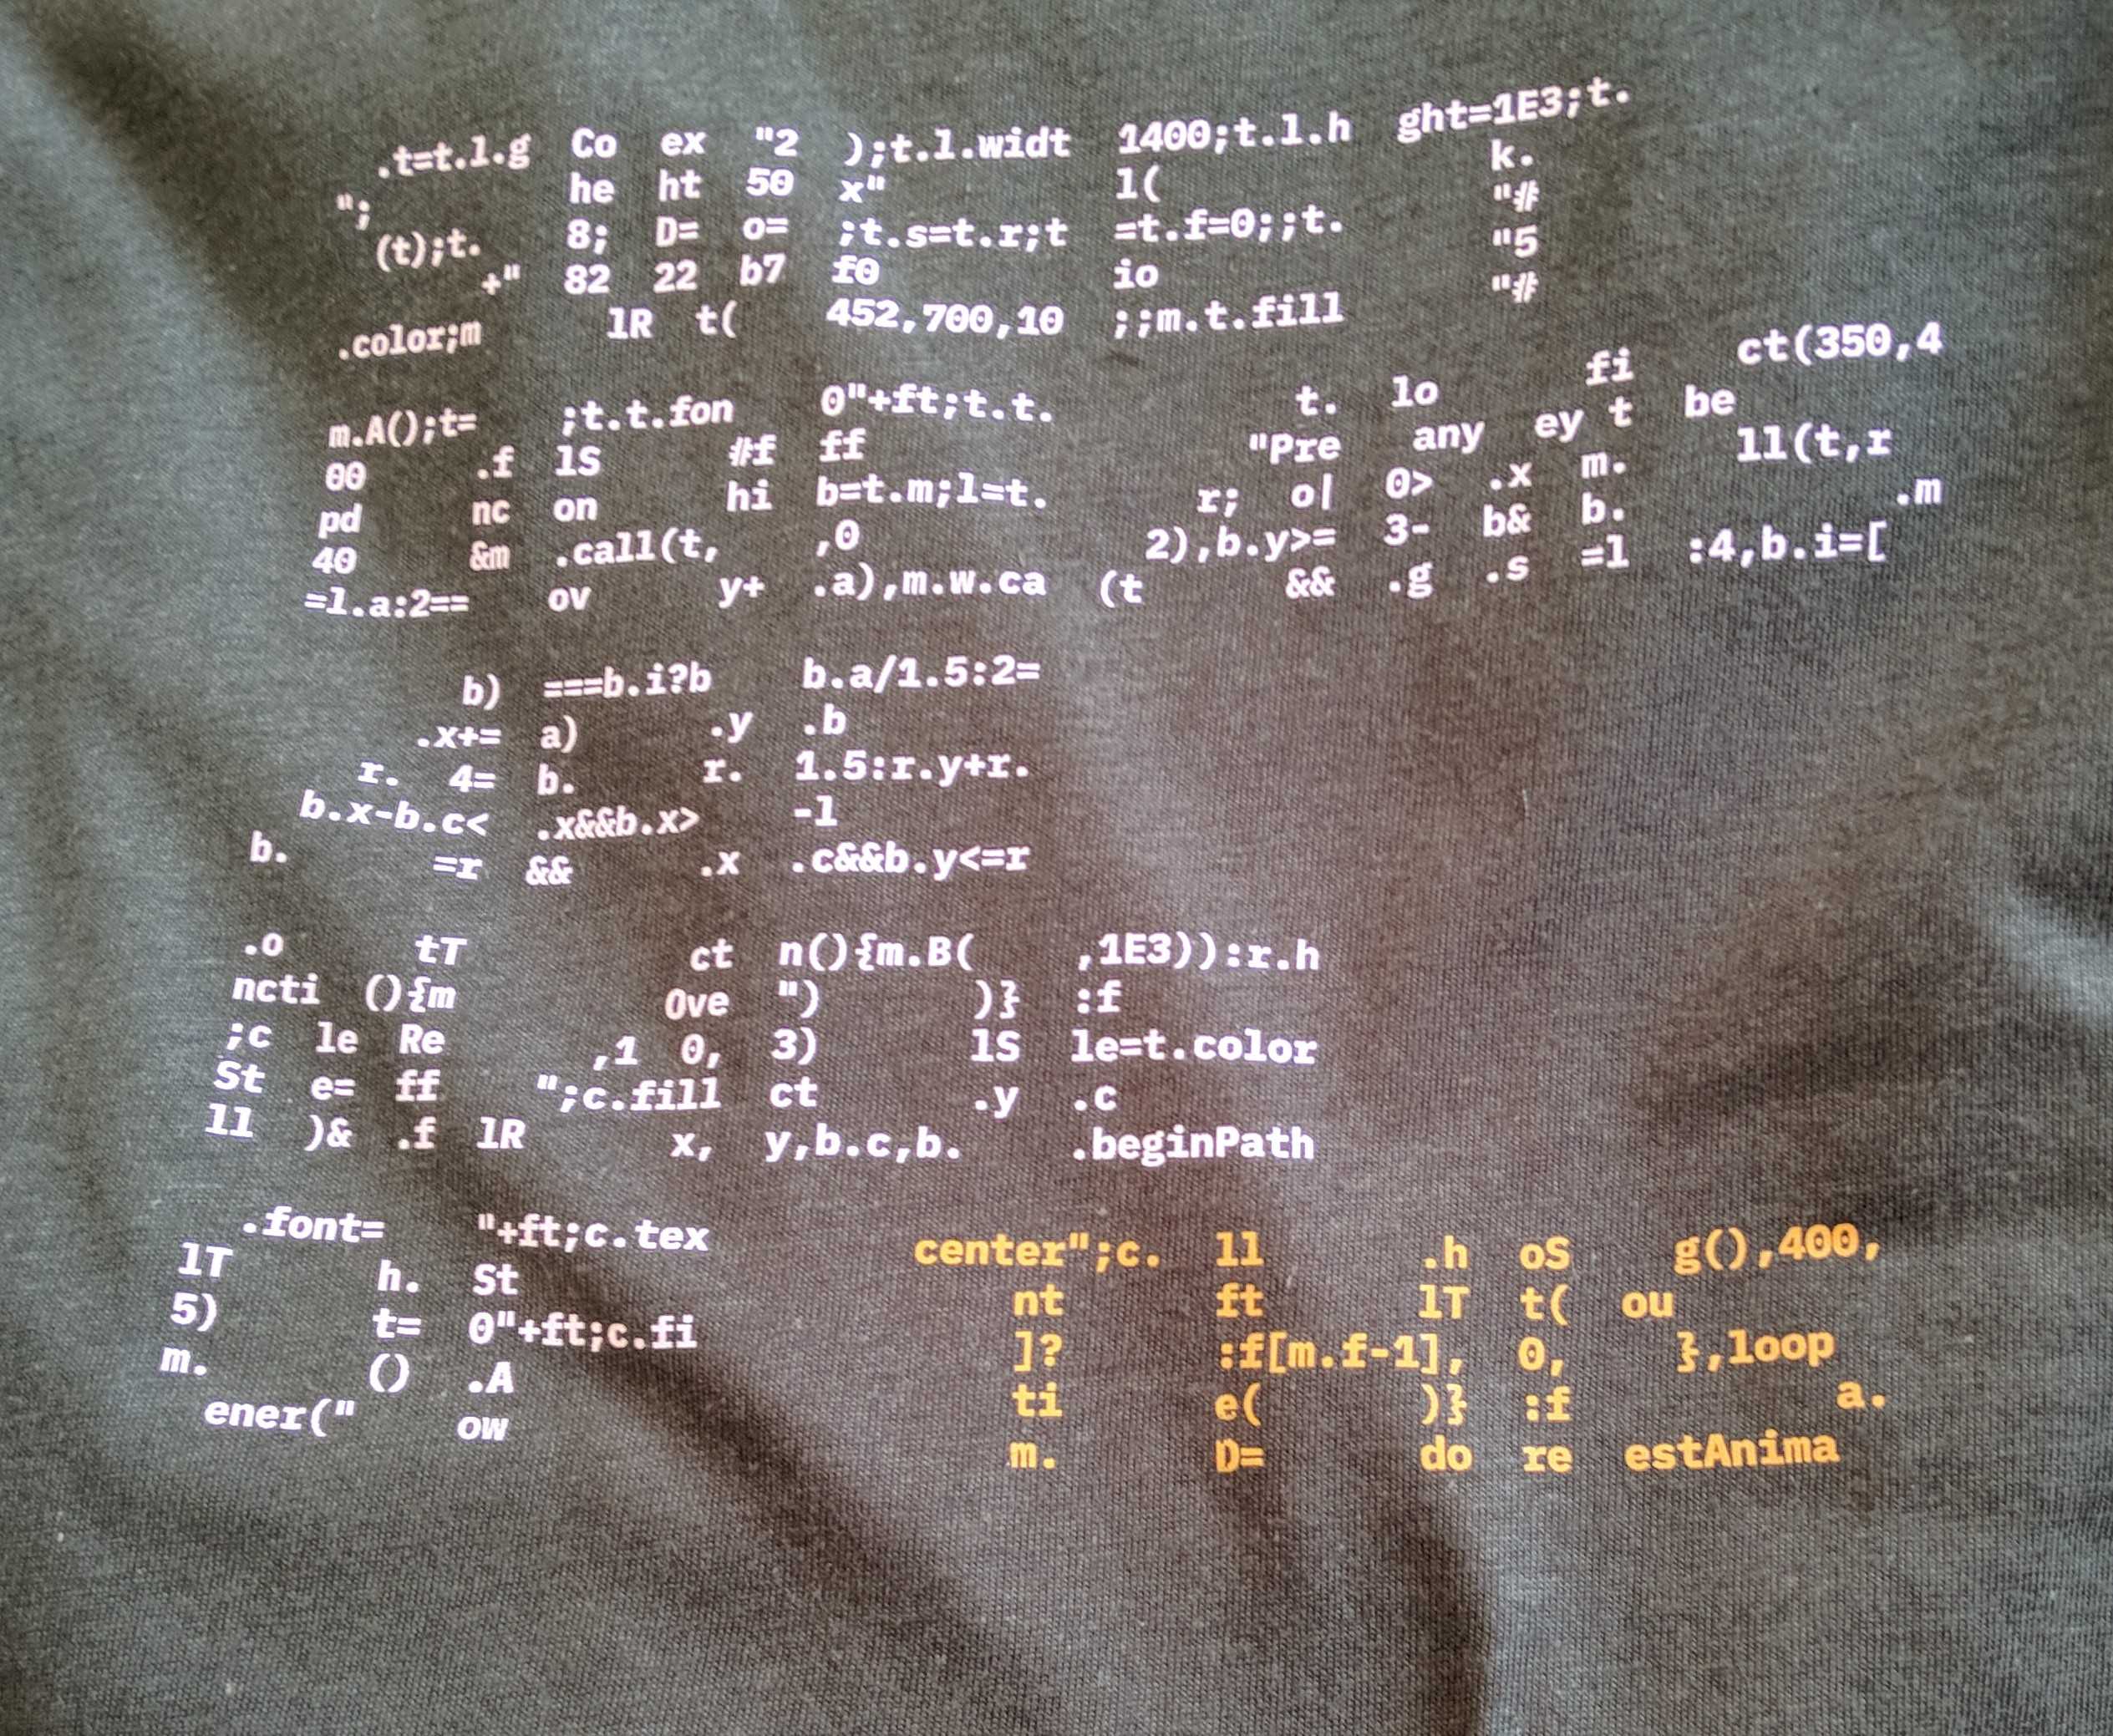 .t=t.l.g Co ex "2 );t.l.widt 1400;t.l.h ght=1E3;t.
"; he ht 50 x" l( k.
(t);t. 8; D= o= ;t.s=t.r;t =t.f=0;;t. "#
+" 82 22 b7 f0 io "5
.color;m lR t( 452,700,10 ;;m.t.fill "#
m.A();t= ;t.t.fon 0"+ft;t.t. t. lo fi ct(350,4
00 .f lS #f ff "Pre any ey t be
pd nc on hi b=t.m;l=t. r; ol 0> .x m. ll(t,r
40 &m .call(t, ,0 2),b.y>= 3- b& b. .m
=l.a:2== ov y+ .a),m.w.ca (t && .g .s =l :4,b.i=[
b) ===b.i?b b.a/1.5:2=
.x+= a) .y .b
r. 4= b. r. 1.5:r.y+r.
b.x-b.c< .x&&b.x> -l
b. =r && .x .c&&b.y<=r
.o tT ct n(){m.B( ,1E3)):r.h
ncti (){m Ove ") )} :f
;c le Re ,1 0, 3) lS le=t.color
St e= ff ";c.fill ct .y .c
ll )& .f lR x, y,b.c,b. .beginPath
.font= "+ft;c.tex center";c. ll .h oS g(),400,
lT h. St nt ft lT t( ou
5) t= 0"+ft;c.fi ]? :f[m.f-1], 0, },loop
m. () .A ti e( )} :f a.
ener(" ow m. D= do re estAnima